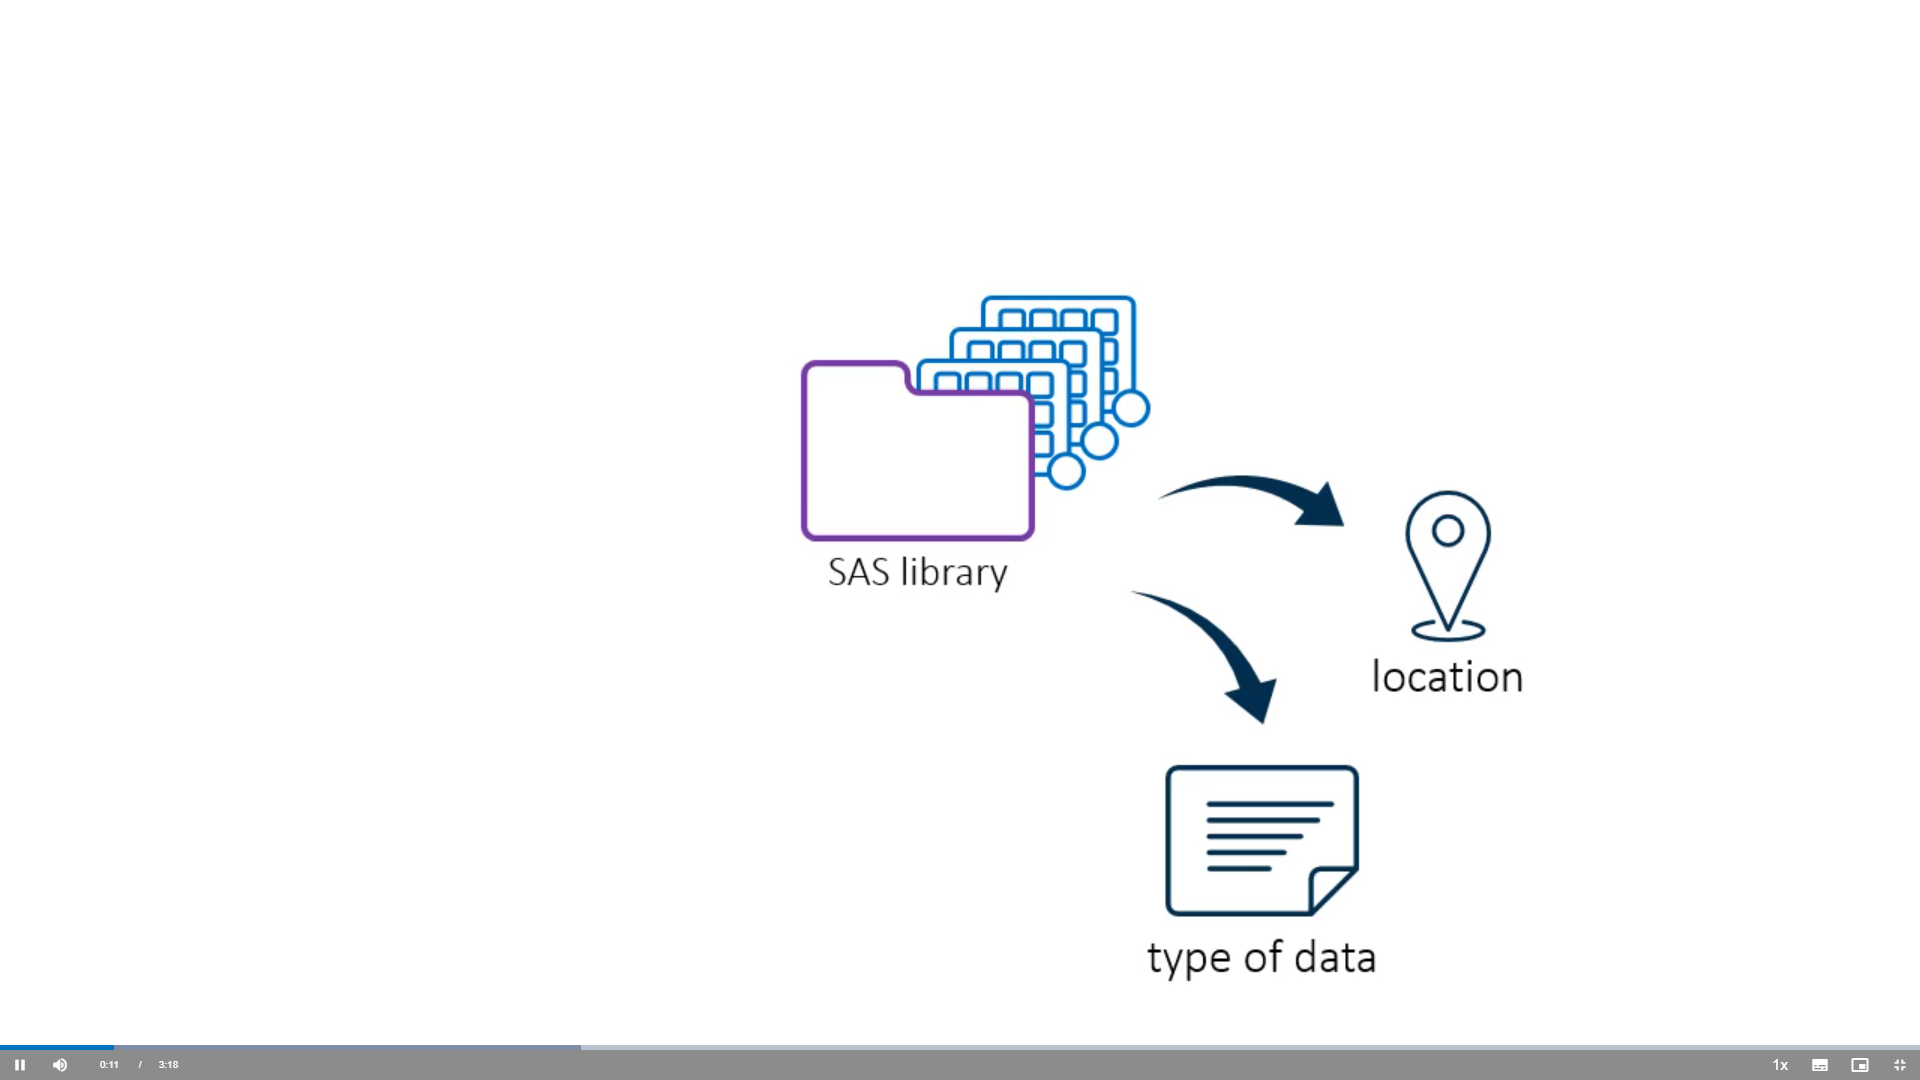 SAS library
location
type of data
0:11 / 3:18
1x